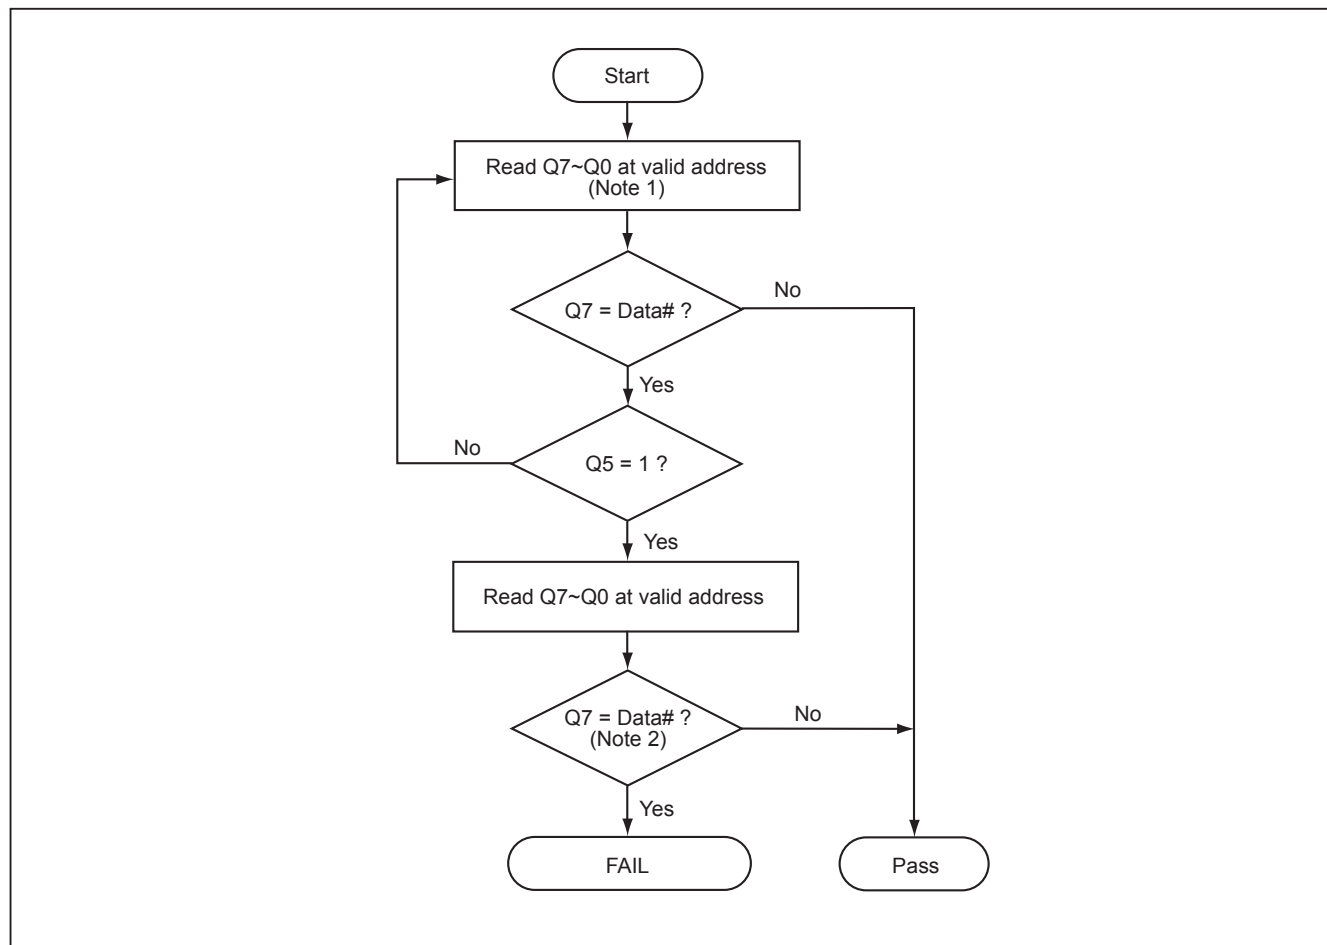 Start
Read Q7~Q0 at valid address
(Note 1)
Q7 = Data# ?
No
Yes
No
Q5 = 1 ?
Yes
Read Q7~Q0 at valid address
Q7 = Data# ?
(Note 2)
No
Yes
FAIL
Pass